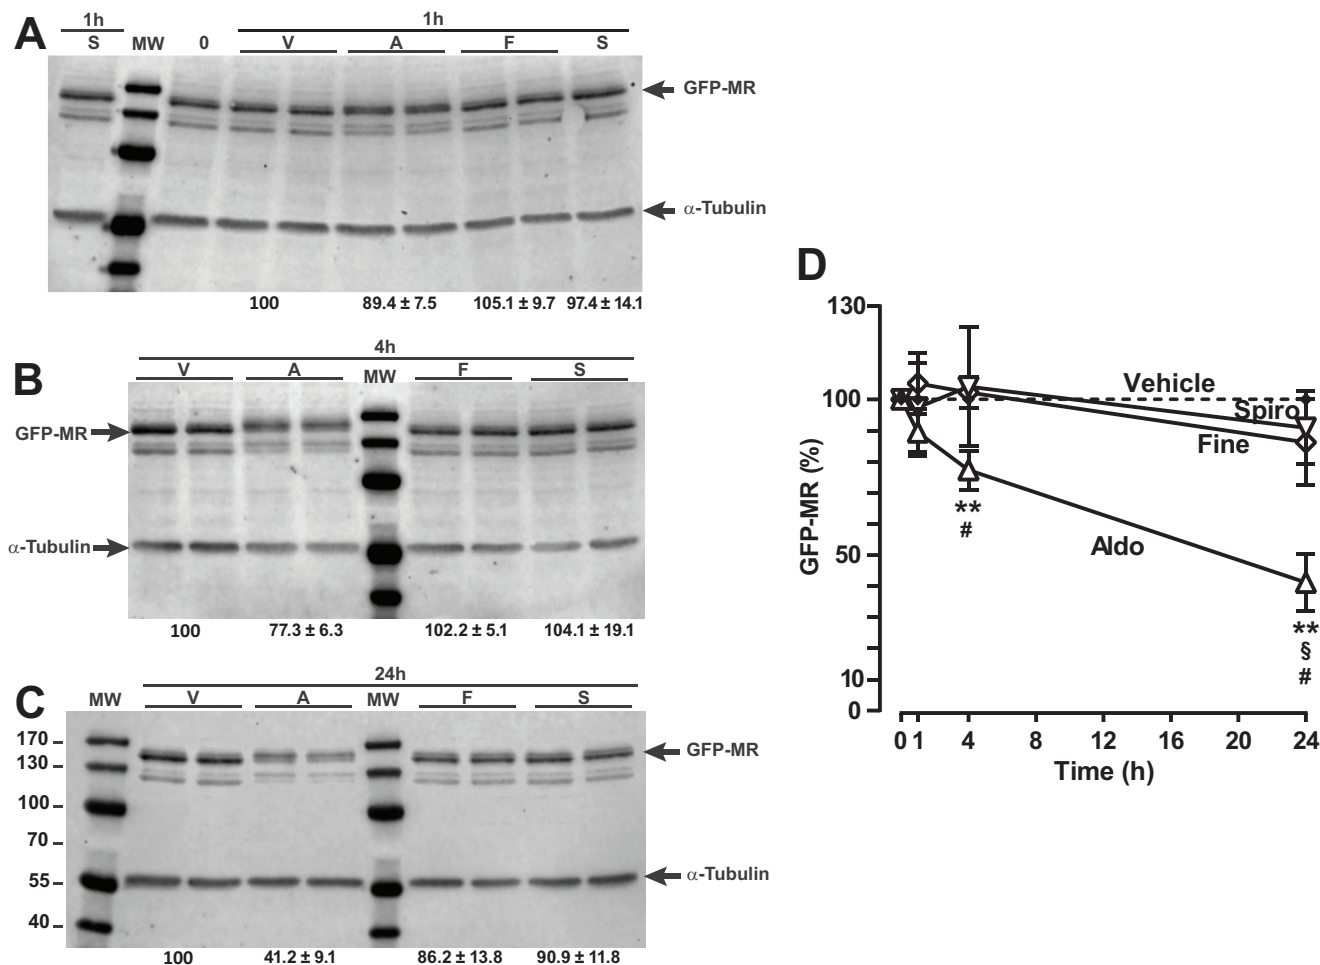 A
1h
1h
S
MW
0
V
A
F
S
GFP-MR
α-Tubulin
100
89.4 ± 7.5
105.1 ± 9.7
97.4 ± 14.1
B
4h
V
A
MW
F
S
GFP-MR
α-Tubulin
100
77.3 ± 6.3
102.2 ± 5.1
104.1 ± 19.1
C
24h
MW
V
A
MW
F
S
170
130
100
70
55
40
GFP-MR
α-Tubulin
100
41.2 ± 9.1
86.2 ± 13.8
90.9 ± 11.8
D
GFP-MR (%)
130
100
50
10
0
Vehicle
Spiro
Fine
Aldo
**
#
**
§
#
0 1 4 8 12 16 20 24
Time (h)